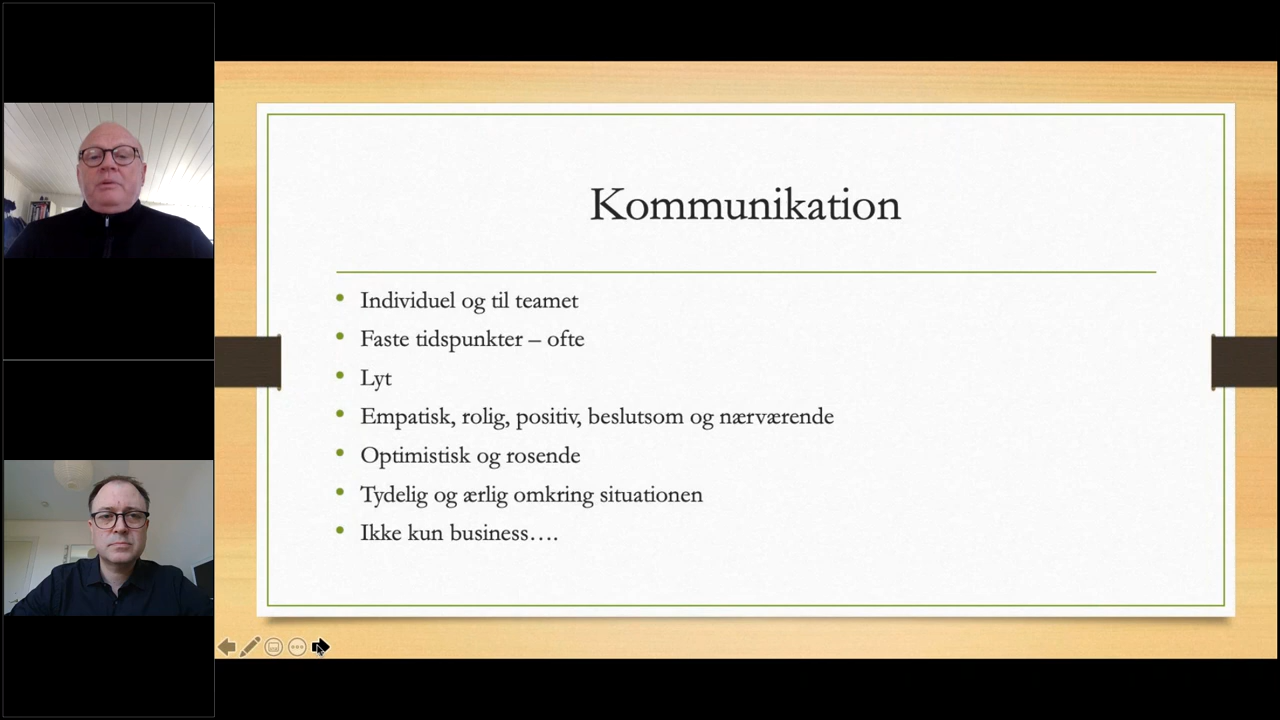 Kommunikation
• Individuel og til teamet
• Faste tidspunkter – ofte
• Lyt
• Empatisk, rolig, positiv, beslutsom og nærværende
• Optimistisk og rosende
• Tydelig og ærlig omkring situationen
• Ikke kun business….